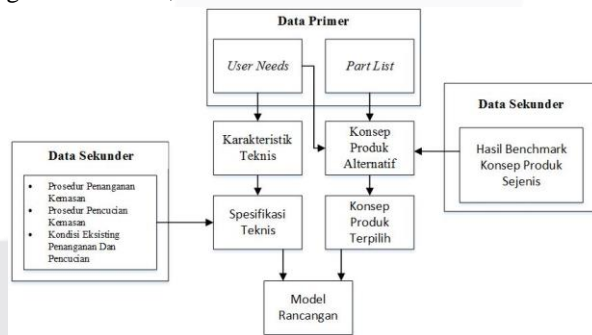 Data Primer
User Needs
Part List
Data Sekunder
Hasil Benchmark
Konsep Produk
Sejenis
Karakteristik
Teknis
Konsep
Produk
Alternatif
Data Sekunder
• Prosedur Penanganan
Kemasan
• Prosedur Pencucian
Kemasan
• Kondisi Eksisting
Penanganan Dan
Pencucian
Spesifikasi
Teknis
Konsep
Produk
Terpilih
Model
Rancangan